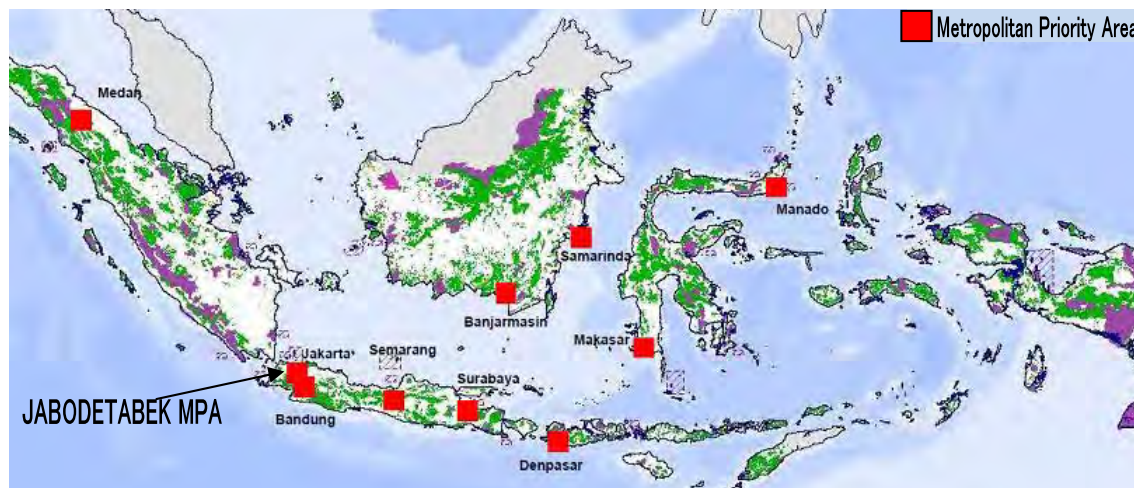 Metropolitan Priority Area
Medan
Manado
Samarinda
Banjarmasin
Makasar
Semarang
Jakarta
Surabaya
JABODETABEK MPA
Bandung
Denpasar